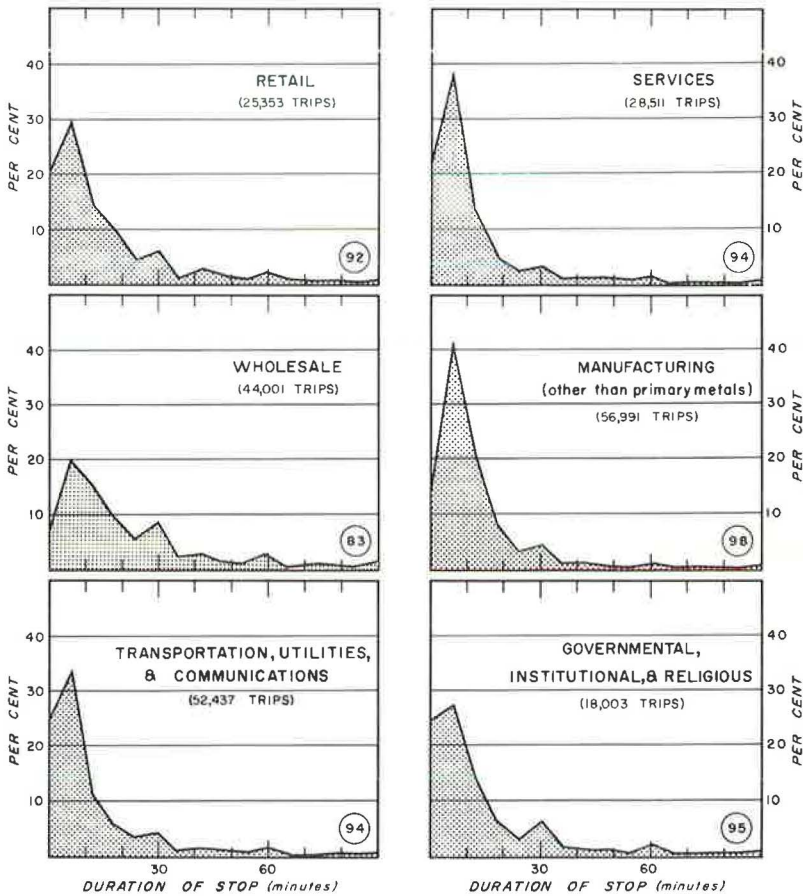 40
30
20
10
PER CENT
RETAIL
(25,353 TRIPS)
92
SERVICES
(28,511 TRIPS)
94
40
30
20
10
PER CENT
40
30
20
10
PER CENT
WHOLESALE
(44,001 TRIPS)
83
MANUFACTURING
(other than primary metals)
(56,991 TRIPS)
98
40
30
20
10
PER CENT
40
30
20
10
PER CENT
TRANSPORTATION, UTILITIES,
& COMMUNICATIONS
(52,437 TRIPS)
94
30
60
DURATION OF STOP (minutes)
GOVERNMENTAL,
INSTITUTIONAL, & RELIGIOUS
(18,003 TRIPS)
95
40
30
20
10
PER CENT
30
60
DURATION OF STOP (minutes)